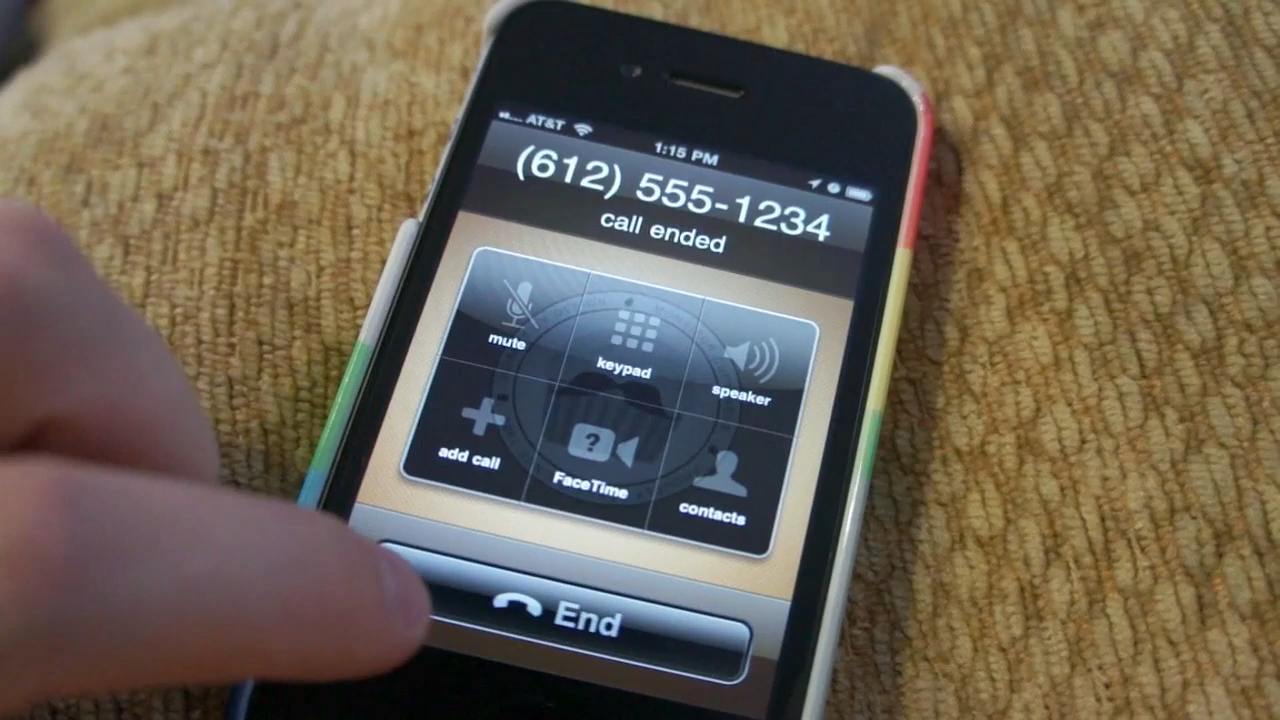 AT&T
1:15 PM
(612) 555-1234
call ended
mute
keypad
speaker
add call
?
FaceTime
contacts
End